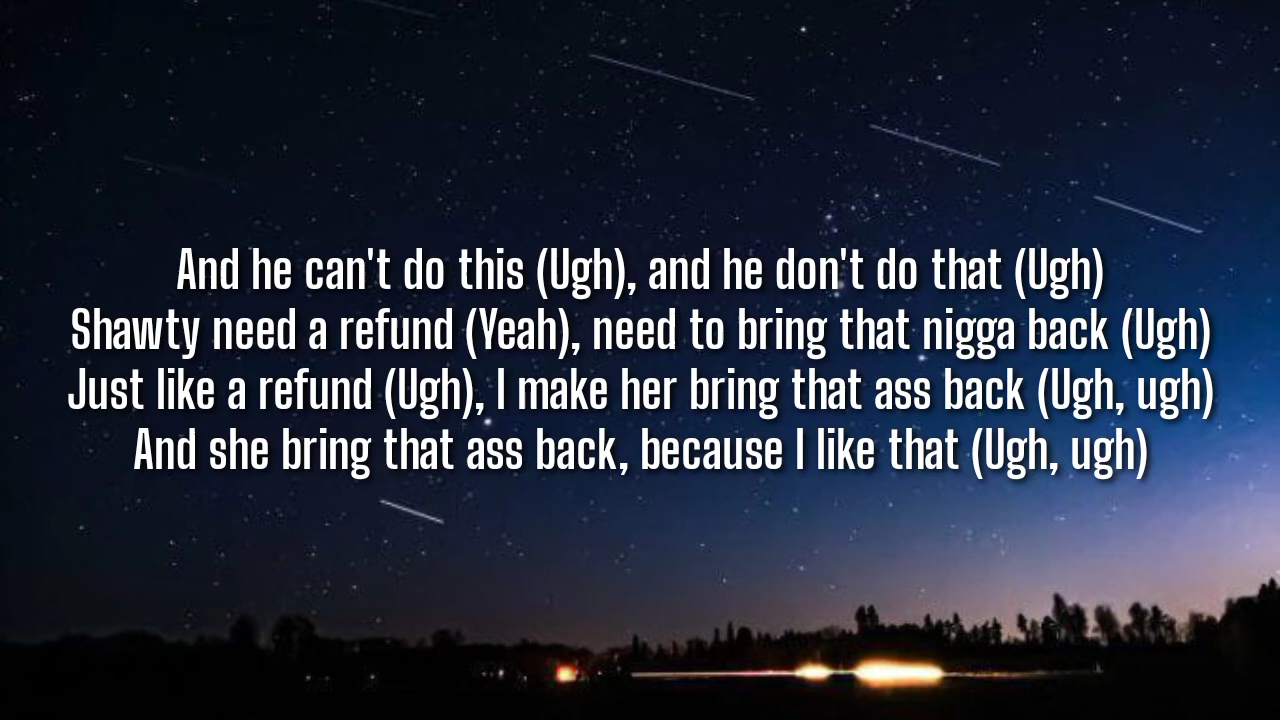 And he can't do this (Ugh), and he don't do that (Ugh)
Shawty need a refund (Yeah), need to bring that nigga back (Ugh)
Just like a refund (Ugh), I make her bring that ass back (Ugh, ugh)
And she bring that ass back, because I like that (Ugh, ugh)